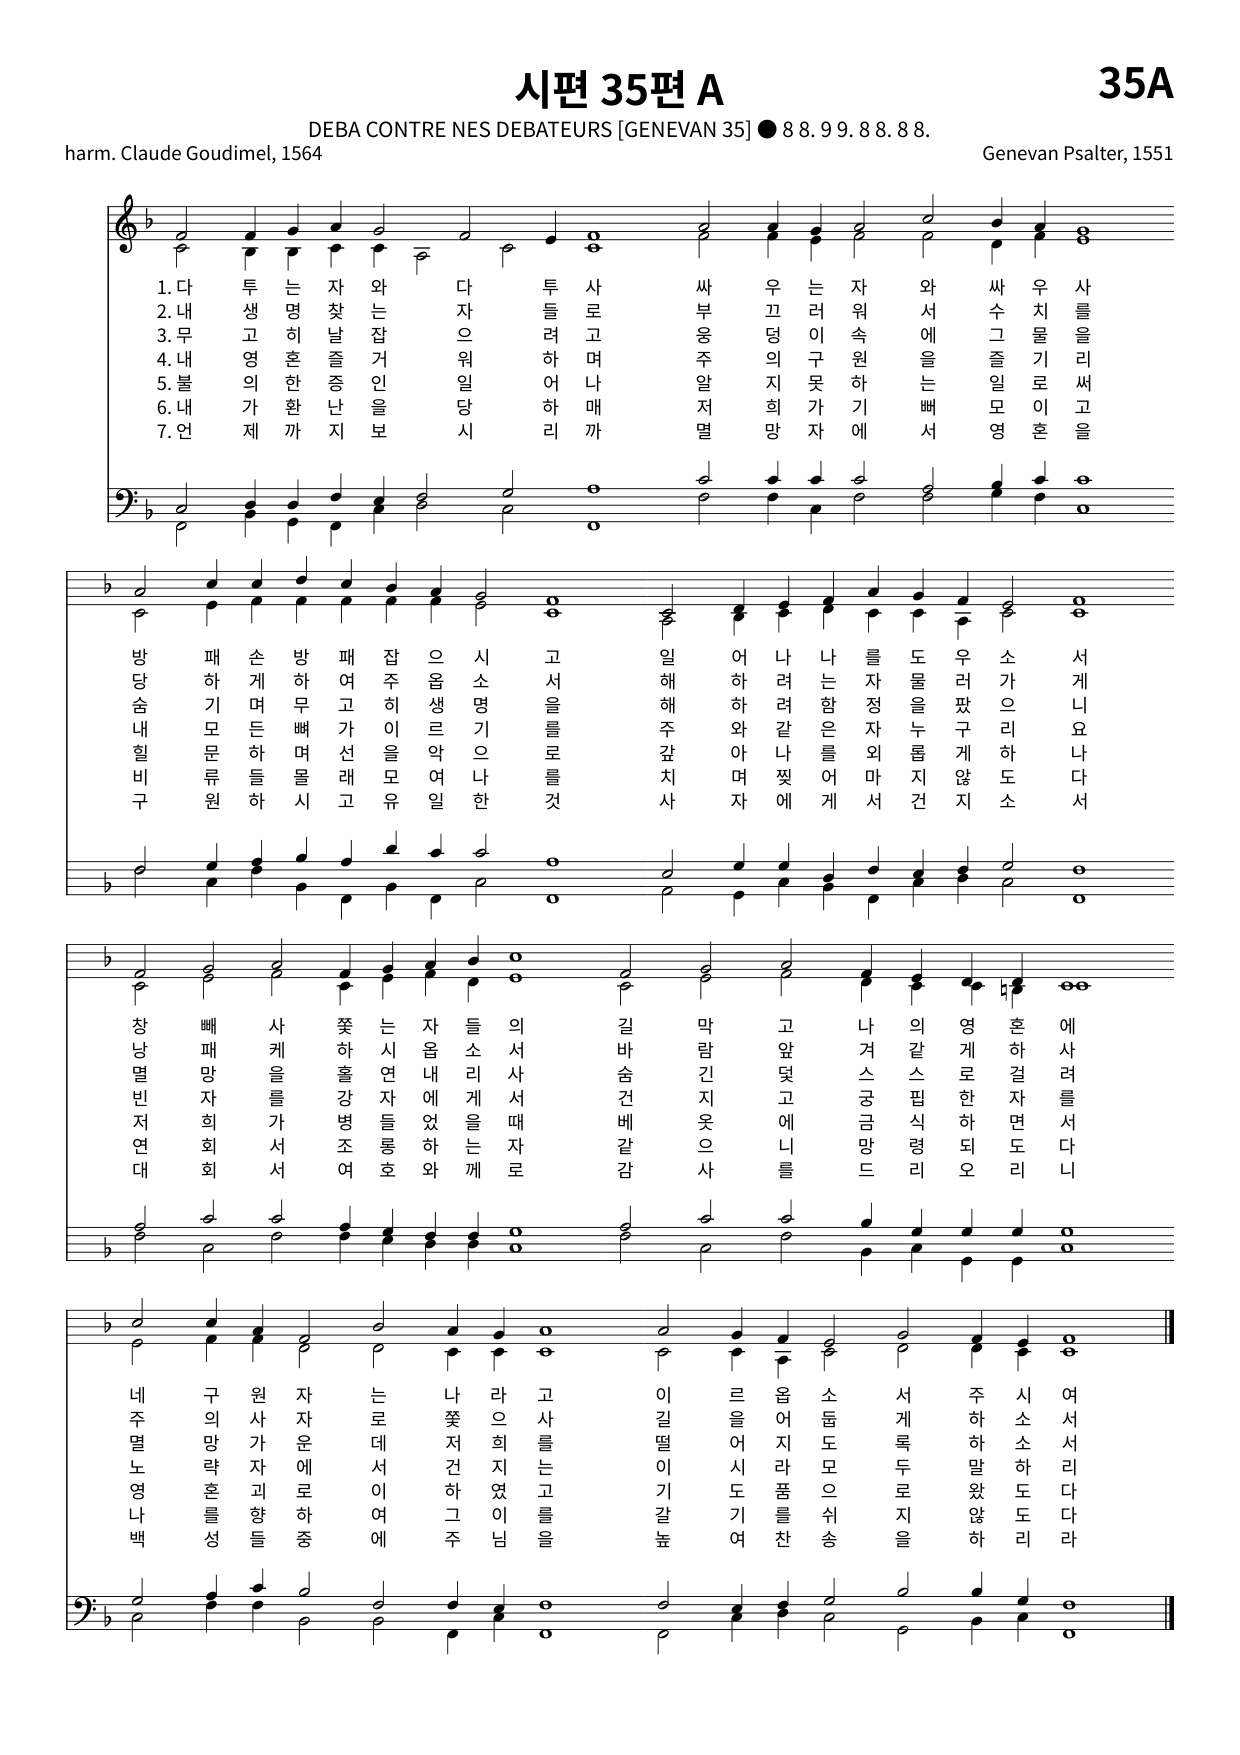 시편 35편 A
35A
DEBA CONTRE NES DEBATEURS [GENEVAN 35] ● 8 8. 9 9. 8 8. 8 8.
harm. Claude Goudimel, 1564
Genevan Psalter, 1551
1. 다 투 는 자 와 다 투 사 싸 우 는 자 와 싸 우 사
2. 내 생 명 찾 는 자 들 로 부 끄 러 워 서 수 치 를
3. 무 고 히 날 잡 으 려 고 웅 덩 이 속 에 그 물 을
4. 내 영 혼 즐 거 워 하 며 주 의 구 원 을 즐 기 리
5. 불 의 한 증 인 일 어 나 알 지 못 하 는 일 로 써
6. 내 가 환 난 을 당 하 매 저 희 가 기 뻐 모 이 고
7. 언 제 까 지 보 시 리 까 멸 망 자 에 서 영 혼 을
방 패 손 방 패 잡 으 시 고 일 어 나 나 를 도 우 소 서
당 하 게 하 여 주 옵 소 서 해 하 려 는 자 물 러 가 게
숨 기 며 무 고 히 생 명 을 해 하 려 함 정 을 팠 으 니
내 모 든 뼈 가 이 르 기 를 주 와 같 은 자 누 구 리 요
힐 문 하 며 선 을 악 으 로 갚 아 나 를 외 롭 게 하 나
비 류 들 몰 래 모 여 나 를 치 며 찢 어 마 지 않 도 다
구 원 하 시 고 유 일 한 것 사 자 에 게 서 건 지 소 서
창 빼 사 쫓 는 자 들 의 길 막 고 나 의 영 혼 에
낭 패 케 하 시 옵 소 서 바 람 앞 겨 같 게 하 사
멸 망 을 홀 연 내 리 사 숨 긴 덫 스 스 로 걸 려
빈 자 를 강 자 에 게 서 건 지 고 궁 핍 한 자 를
저 희 가 병 들 었 을 때 베 옷 에 금 식 하 면 서
연 회 서 조 롱 하 는 자 같 으 니 망 령 되 도 다
대 회 서 여 호 와 께 로 감 사 를 드 리 오 리 니
네 구 원 자 는 나 라 고 이 르 옵 소 서 주 시 여
주 의 사 자 로 쫓 으 사 길 을 어 둡 게 하 소 서
멸 망 가 운 데 저 희 를 떨 어 지 도 록 하 소 서
노 략 자 에 서 건 지 는 이 시 라 모 두 말 하 리
영 혼 괴 로 이 하 였 고 기 도 품 으 로 왔 도 다
나 를 향 하 여 그 이 를 갈 기 를 쉬 지 않 도 다
백 성 들 중 에 주 님 을 높 여 찬 송 을 하 리 라